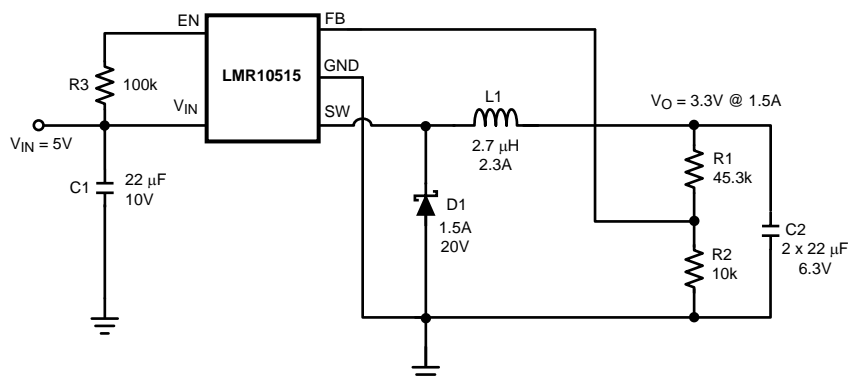 EN
FB
LMR10515
GND
R3
100k
V_IN
SW
L1
V_O = 3.3V @ 1.5A
V_IN = 5V
2.7 μH
2.3A
R1
45.3k
C1
22 μF
10V
D1
1.5A
20V
C2
2 x 22 μF
6.3V
R2
10k